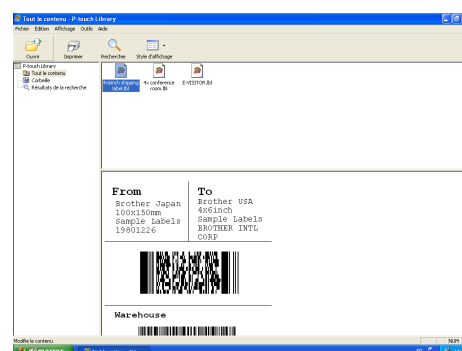 Tout le contenu - P-touch Library
Fichier Edition Affichage Outils Aide
Ouvrir Imprimer Rechercher Style d'affichage
P-touch Library
Tout le contenu
Corbeille
Résultats de la recherche
4x6inch shipping label.lbl
4x conference room.lbl
E-VISITOR.lbl
From
Brother Japan
100x150mm
Sample Labels
19801226
To
Brother USA
4x6inch
Sample Labels
BROTHER INTL
CORP
Warehouse
Modifie le contenu
NUM